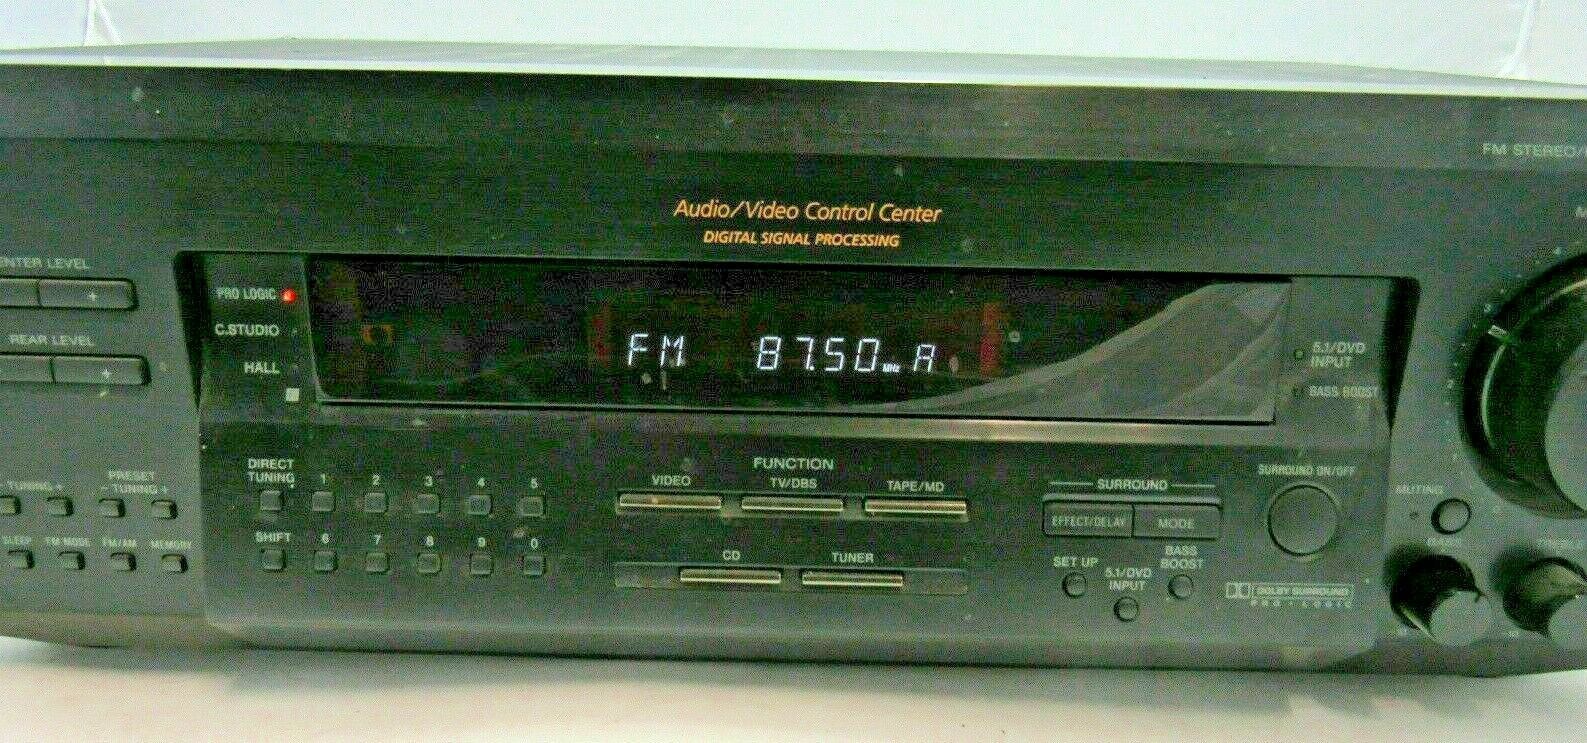 FM STEREO/
Audio/Video Control Center
DIGITAL SIGNAL PROCESSING
ENTER LEVEL
+
REAR LEVEL
+
PRO LOGIC
C.STUDIO
HALL
FM 87.50 MHz A
5.1/DVD
INPUT
BASS BOOST
TUNING +
PRESET
TUNING +
SLEEP FM MODE FM/AM MEMORY
DIRECT
TUNING 1 2 3 4 5
SHIFT 6 7 8 9 0
FUNCTION
VIDEO TV/DBS TAPE/MD
CD TUNER
SURROUND
EFFECT/DELAY MODE
SET UP
5.1/DVD
INPUT
BASS
BOOST
SURROUND ON/OFF
DOLBY SURROUND
PRO • LOGIC
MUTING